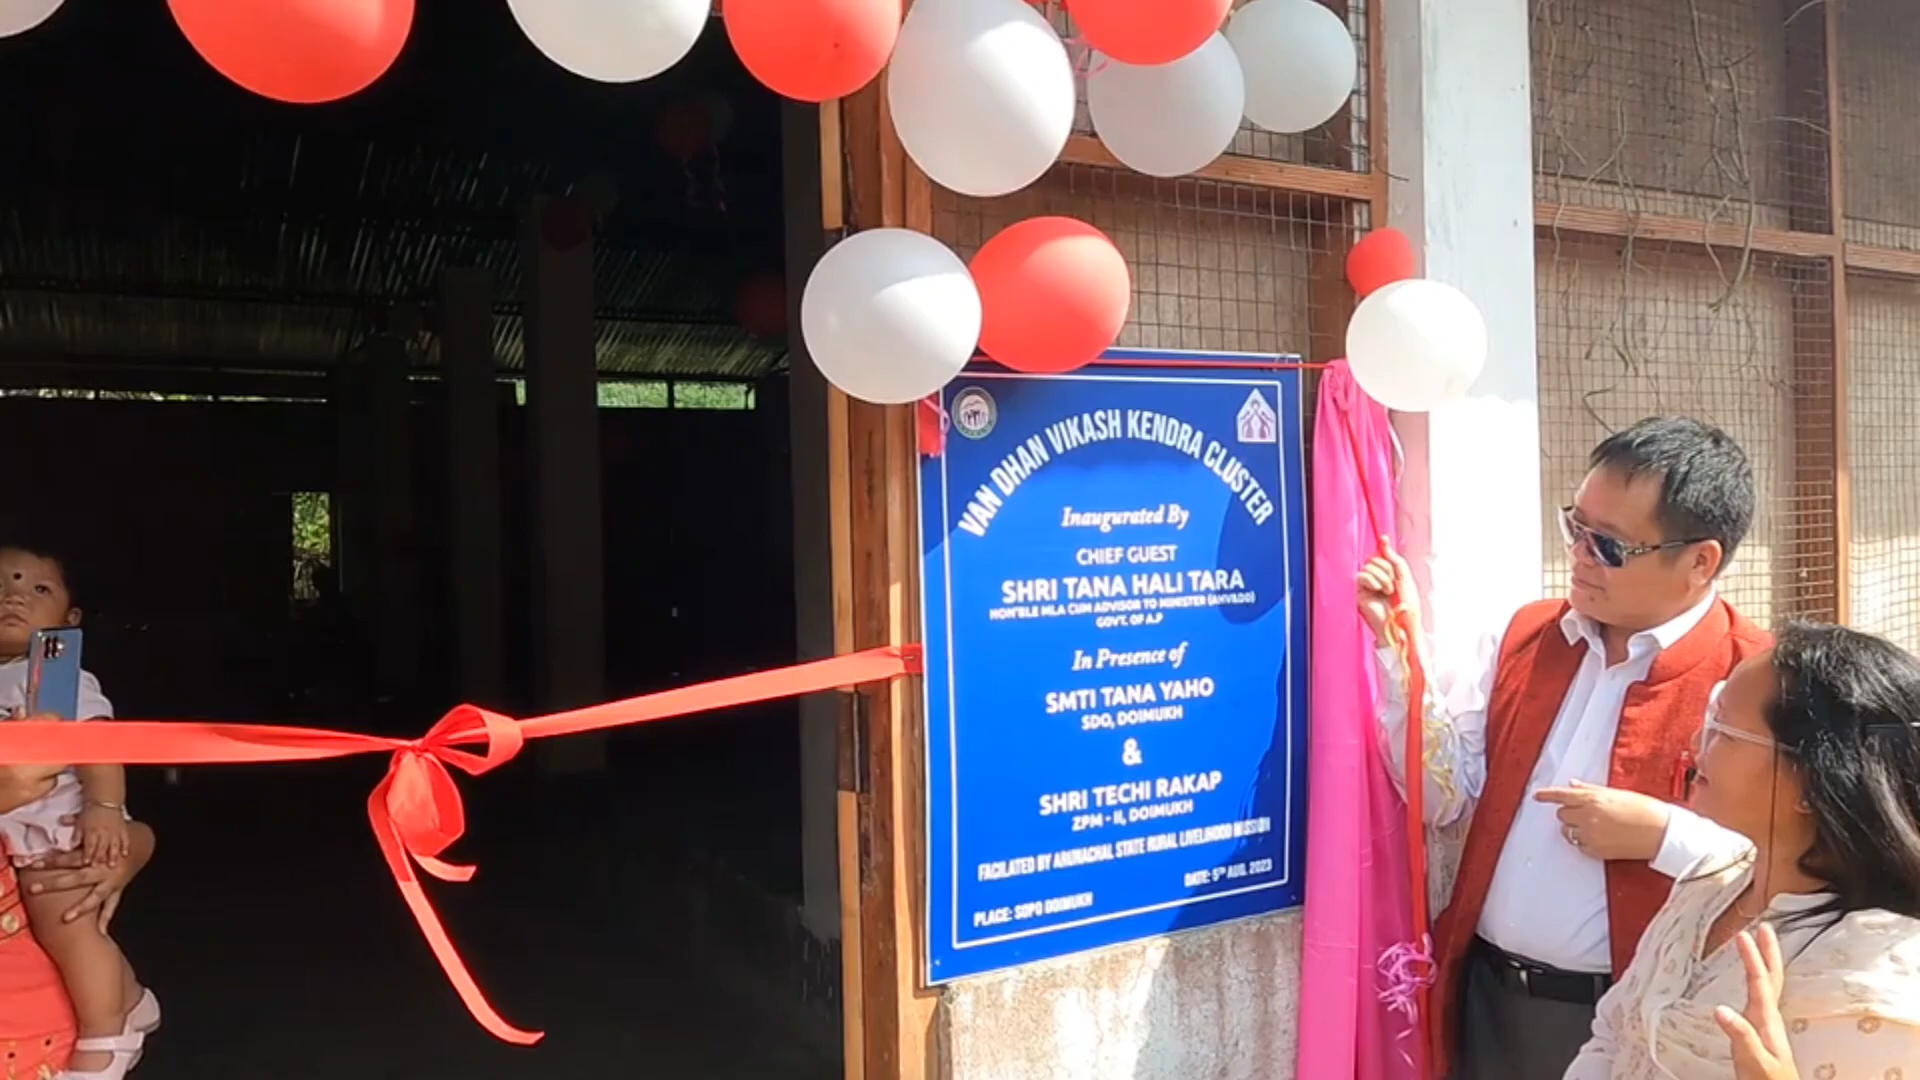 VAN DHAN VIKASH KENDRA CLUSTER
Inaugurated By
CHIEF GUEST
SHRI TANA HALI TARA
HON'BLE MLA CUM ADVISOR TO MINISTER (AHV&DD)
GOVT. OF A.P
In Presence of
SMTI TANA YAHO
SDO, DOIMUKH
&
SHRI TECHI RAKAP
ZPM - II, DOIMUKH
FACILATED BY ARUNACHAL STATE RURAL LIVELIHOOD MISSION
DATE: 5TH AUG, 2023
PLACE: SOPO DOIMUKH